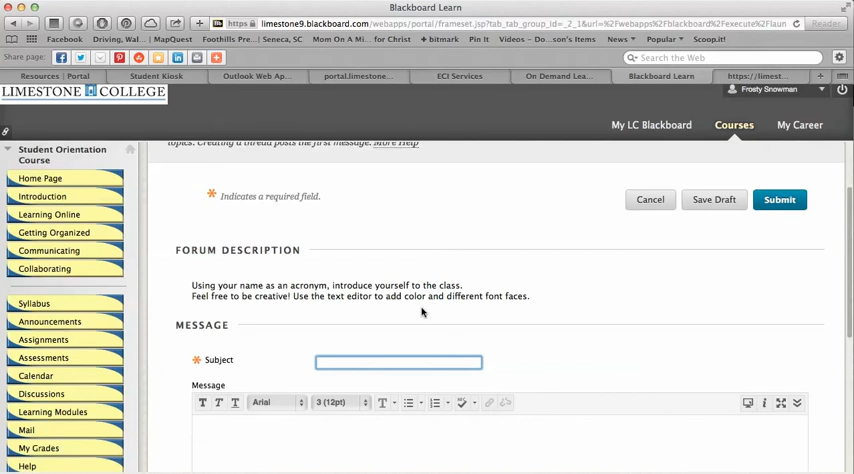 Blackboard Learn
https limestone9.blackboard.com/webapps/portal/frameset.jsp?tab_tab_group_id=_2_1&url=%2Fwebapps%2Fblackboard%2Fexecute%2Flaun
Reader
Facebook Driving, Wal...| MapQuest Foothills Pre...| Seneca, SC Mom On A Mi... for Christ + bitmark Pin It Videos - Do...son's Items News Popular Scoop.it!
Share page: Search the Web
Resources | Portal Student Kiosk Outlook Web Ap... portal.limestone... ECI Services On Demand Lea... Blackboard Learn https://limest...
LIMESTONE COLLEGE
Frosty Snowman
My LC Blackboard Courses My Career
Student Orientation
Course
Home Page
Introduction
Learning Online
Getting Organized
Communicating
Collaborating
Syllabus
Announcements
Assignments
Assessments
Calendar
Discussions
Learning Modules
Mail
My Grades
Help
topics. Creating a thread posts the first message. More Help
* Indicates a required field.
Cancel Save Draft Submit
FORUM DESCRIPTION
Using your name as an acronym, introduce yourself to the class.
Feel free to be creative! Use the text editor to add color and different font faces.
MESSAGE
* Subject
Message
T T T Arial 3 (12pt) T